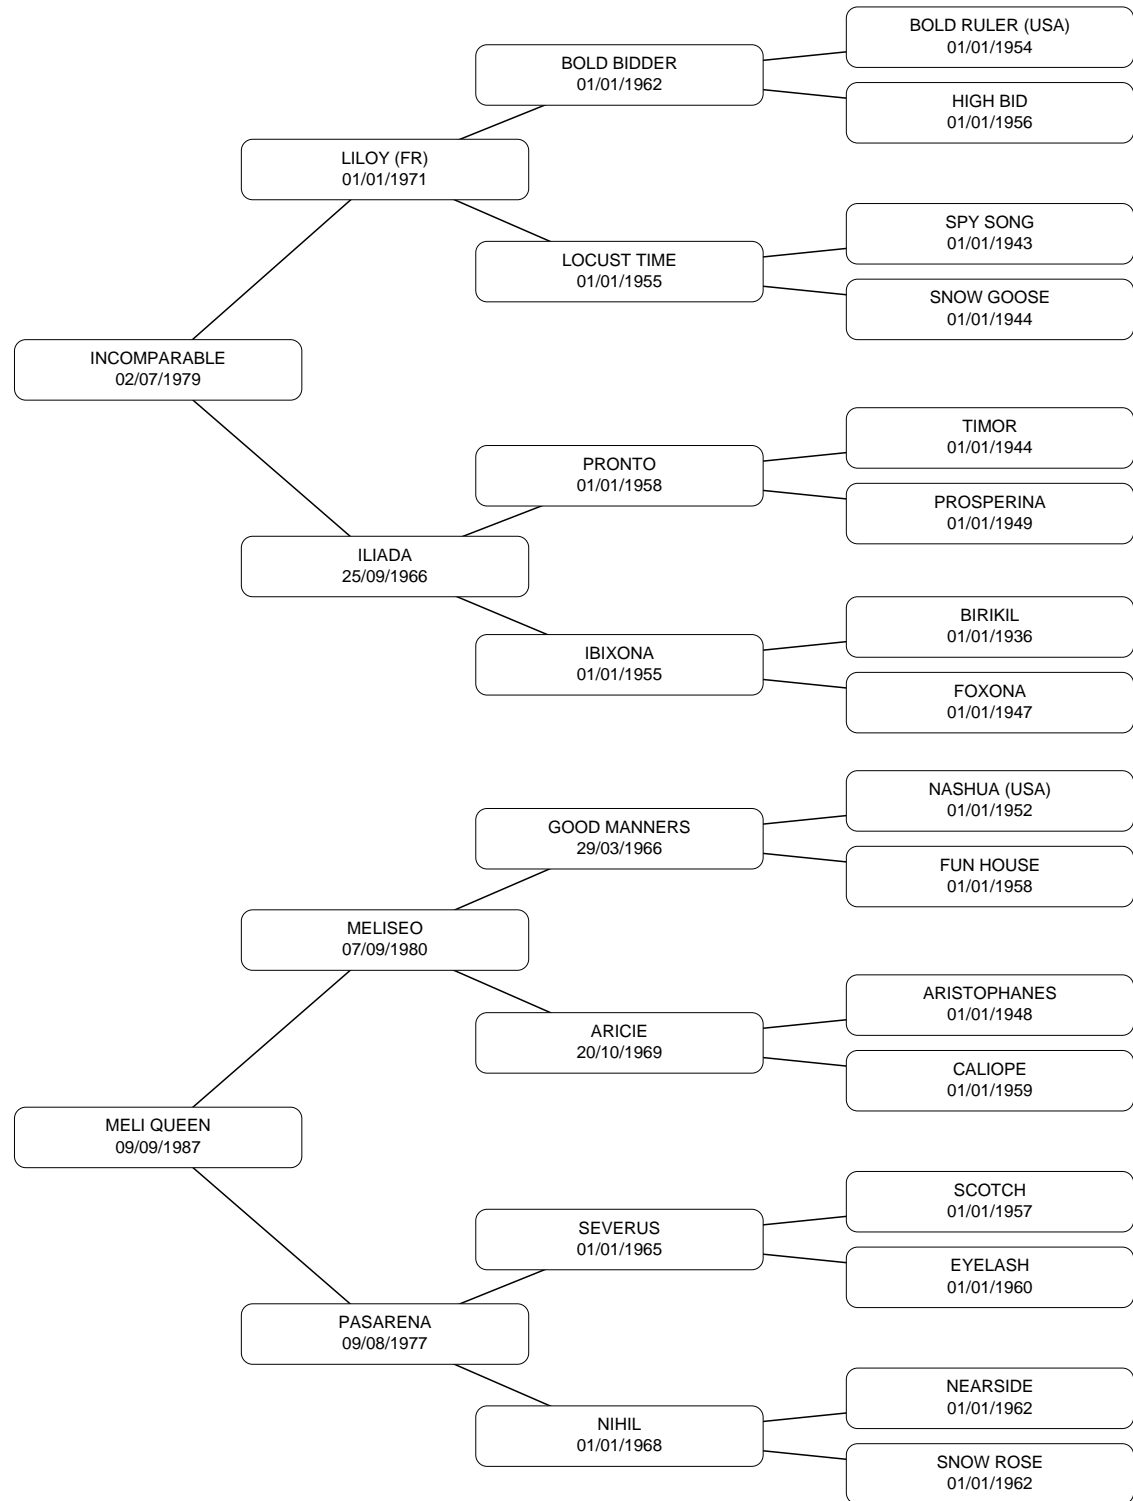 BOLD RULER (USA)
01/01/1954
BOLD BIDDER
01/01/1962
HIGH BID
01/01/1956
LILOY (FR)
01/01/1971
SPY SONG
01/01/1943
LOCUST TIME
01/01/1955
SNOW GOOSE
01/01/1944
INCOMPARABLE
02/07/1979
TIMOR
01/01/1944
PRONTO
01/01/1958
PROSPERINA
01/01/1949
ILIADA
25/09/1966
BIRIKIL
01/01/1936
IBIXONA
01/01/1955
FOXONA
01/01/1947
NASHUA (USA)
01/01/1952
GOOD MANNERS
29/03/1966
FUN HOUSE
01/01/1958
MELISEO
07/09/1980
ARISTOPHANES
01/01/1948
ARICIE
20/10/1969
CALIOPE
01/01/1959
MELI QUEEN
09/09/1987
SCOTCH
01/01/1957
SEVERUS
01/01/1965
EYELASH
01/01/1960
PASARENA
09/08/1977
NEARSIDE
01/01/1962
NIHIL
01/01/1968
SNOW ROSE
01/01/1962